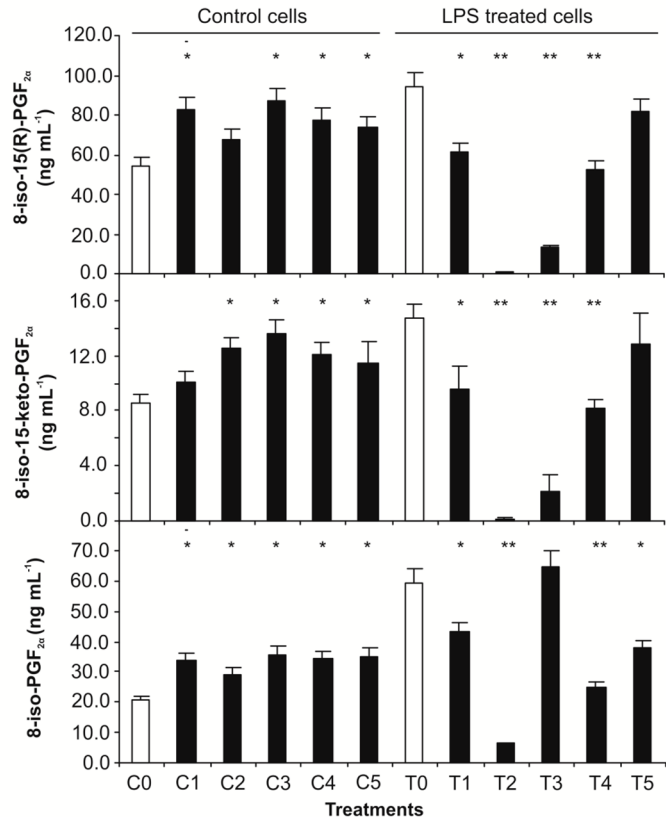 Control cells LPS treated cells
8-iso-15(R)-PGF2α
(ng mL-1)
120.0
100.0
80.0
60.0
40.0
20.0
0.0
* * * * * ** ** **
8-iso-15-keto-PGF2α
(ng mL-1)
16.0
12.0
8.0
4.0
0.0
* * * * * ** ** **
8-iso-PGF2α (ng mL-1)
70.0
60.0
50.0
40.0
30.0
20.0
10.0
0.0
* * * * * * ** ** *
C0 C1 C2 C3 C4 C5 T0 T1 T2 T3 T4 T5
Treatments